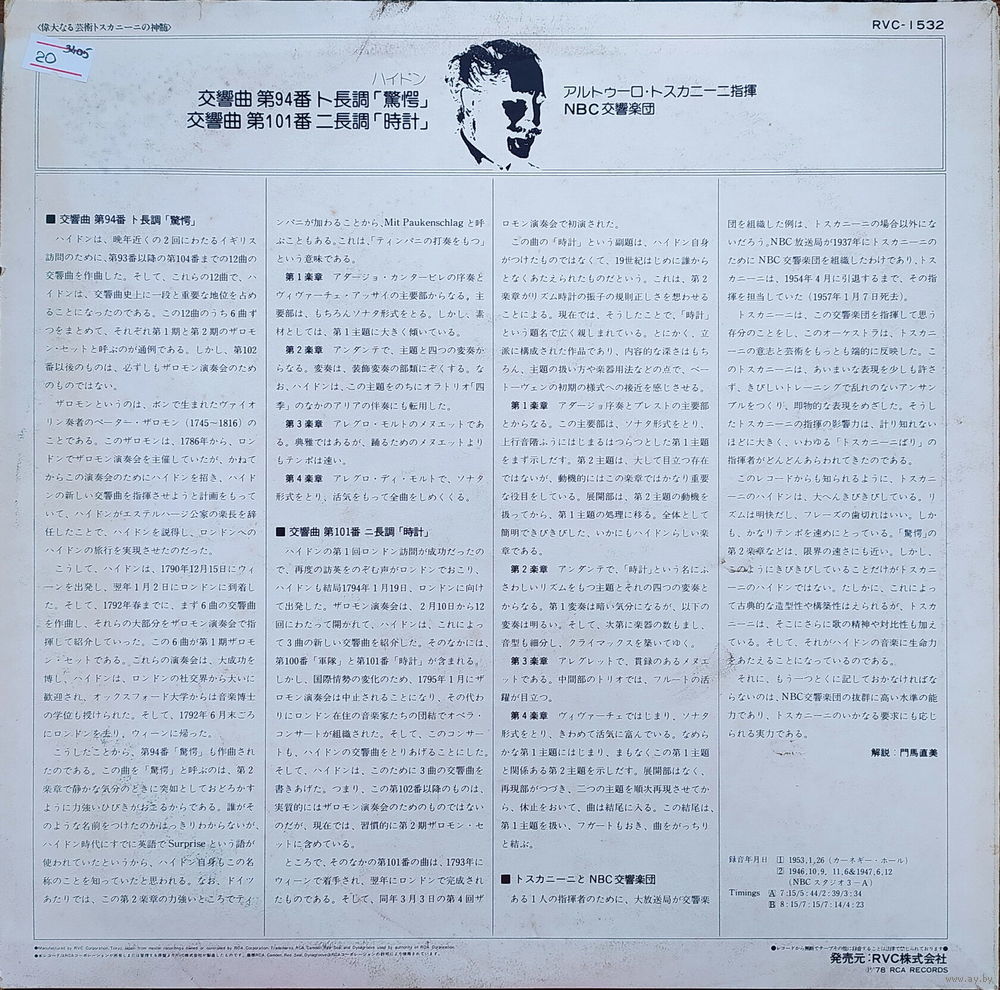 〈偉大なる芸術トスカニーニの神髄〉
RVC-1532
20 3405
ハイドン
交響曲 第94番 ト長調「驚愕」
交響曲 第101番 ニ長調「時計」
アルトゥーロ・トスカニーニ指揮
NBC交響楽団
■ 交響曲 第94番 ト長調「驚愕」
ハイドンは、晩年近くの2回にわたるイギリス
訪問のために、第93番以降の第104番までの12曲の
交響曲を作曲した。そして、これらの12曲で、ハ
イドンは、交響曲史上に一段と重要な地位を占め
ることになったのである。この12曲のうち6曲ず
つをまとめて、それぞれ第1期と第2期のザロモ
ン・セットと呼ぶのが通例である。しかし、第102
番以後のものは、必ずしもザロモン演奏会のため
のものではない。
ザロモンというのは、ボンで生まれたヴァイオ
リン奏者のペーター・ザロモン（1745～1816）の
ことである。このザロモンは、1786年から、ロン
ドンでザロモン演奏会を主催していたが、かねて
からこの演奏会のためにハイドンを招き、ハイド
ンの新しい交響曲を指揮させようと計画をもって
いて、ハイドンがエステルハージ公家の楽長を辞
任したことで、ハイドンを説得し、ロンドンへの
ハイドンの旅行を実現させたのだった。
こうして、ハイドンは、1790年12月15日にウィ
ーンを出発し、翌年1月2日にロンドンに到着し
た。そして、1792年春までに、まず6曲の交響曲
を作曲し、それらの大部分をザロモン演奏会で指
揮して紹介していった。この6曲が第1期ザロモ
ン・セットである。これらの演奏会は、大成功を
博し、ハイドンは、ロンドンの社交界から大いに
歓迎され、オックスフォード大学からは音楽博士
の学位も授けられた。そして、1792年6月末ごろ
にロンドンを去り、ウィーンに帰った。
こうしたことから、第94番「驚愕」も作曲され
たのである。この曲を「驚愕」と呼ぶのは、第2
楽章で静かな気分のときに突如としておどろかす
ように力強いひびきがおこるからである。誰がそ
のような名前をつけたのかはっきりわからないが、
ハイドン時代にすでに英語でSurpriseという語が
使われていたというから、ハイドン自身もこの名
称のことを知っていたと思われる。なお、ドイツ
あたりでは、この第2楽章の力強いところでティ
ンパニが加わることから、Mit Paukenschlagと呼
ぶこともある。これは、「ティンパニの打奏をもつ」
という意味である。
第1楽章 アダージョ・カンタービレの序奏と
ヴィヴァーチェ・アッサイの主要部からなる。主
要部は、もちろんソナタ形式をとる。しかし、素
材としては、第1主題に大きく傾いている。
第2楽章 アンダンテで、主題と四つの変奏か
らなる。変奏は、装飾変奏の部類にぞくする。な
お、ハイドンは、この主題をのちにオラトリオ「四
季」のなかのアリアの伴奏にも転用した。
第3楽章 アレグロ・モルトのメヌエットであ
る。典雅ではあるが、踊るためのメヌエットより
もテンポは速い。
第4楽章 アレグロ・ディ・モルトで、ソナタ
形式をとり、活気をもって全曲をしめくくる。
■ 交響曲 第101番 ニ長調「時計」
ハイドンの第1回ロンドン訪問が成功だったの
で、再度の訪英をのぞむ声がロンドンでおこり、
ハイドンも結局1794年1月19日、ロンドンに向け
て出発した。ザロモン演奏会は、2月10日から12
回にわたって開かれて、ハイドンは、これによっ
て3曲の新しい交響曲を紹介した。そのなかには、
第100番「軍隊」と第101番「時計」が含まれる。
しかし、国際情勢の変化のため、1795年1月にザ
ロモン演奏会は中止されることになり、その代わ
りにロンドン在住の音楽家たちの団結でオペラ・
コンサートが組織された。そして、このコンサー
トも、ハイドンの交響曲をとりあげることにした。
そして、ハイドンは、このために3曲の交響曲を
書きあげた。つまり、この第102番以降のものは、
実質的にはザロモン演奏会のためのものではない
のだが、現在では、習慣的に第2期ザロモン・セ
ットに含めている。
ところで、そのなかの第101番の曲は、1793年に
ウィーンで着手され、翌年にロンドンで完成され
たものである。そして、同年3月3日の第4回ザ
ロモン演奏会で初演された。
この曲の「時計」という副題は、ハイドン自身
がつけたものではなくて、19世紀はじめに誰から
となくあたえられたものだという。これは、第2
楽章がリズム時計の振子の規則正しさを想わせる
ことによる。現在では、そうしたことで、「時計」
という題名で広く親しまれている。とにかく、立
派に構成された作品であり、内容的な深さはもち
ろん、主題の扱い方や楽器用法などの点で、ベー
トーヴェンの初期の様式への接近を感じさせる。
第1楽章 アダージョ序奏とプレストの主要部
とからなる。この主要部は、ソナタ形式をとり、
上行音階ふうにはじまるはつらつとした第1主題
をまず示しだす。第2主題は、大して目立つ存在
ではないが、動機的にはこの楽章ではかなり重要
な役目をしている。展開部は、第2主題の動機を
扱ってから、第1主題の処理に移る。全体として
簡明できびきびした、いかにもハイドンらしい楽
章である。
第2楽章 アンダンテで、「時計」という名にふ
さわしいリズムをもつ主題とそれの四つの変奏と
からなる。第1変奏は暗い気分になるが、以下の
変奏は明るい。そして、次第に楽器の数もまし、
音型も細分し、クライマックスを築いてゆく。
第3楽章 アレグレットで、貫録のあるメヌエ
ットである。中間部のトリオでは、フルートの活
躍が目立つ。
第4楽章 ヴィヴァーチェではじまり、ソナタ
形式をとり、きわめて活気に富んでいる。なめら
かな第1主題にはじまり、まもなくこの第1主題
と関係ある第2主題を示しだす。展開部はなく、
再現部がつづき、二つの主題を順次再現させてか
ら、休止をおいて、曲は結尾に入る。この結尾は、
第1主題を扱い、フガートもおき、曲をがっちり
と結ぶ。
■ トスカニーニと NBC交響楽団
ある1人の指揮者のために、大放送局が交響楽
団を組織した例は、トスカニーニの場合以外にな
いだろう。NBC放送局が1937年にトスカニーニの
ために NBC交響楽団を組織したわけであり、トス
カニーニは、1954年4月に引退するまで、その指
揮を担当していた（1957年1月7日死去）。
トスカニーニは、この交響楽団を指揮して思う
存分のことをし、このオーケストラは、トスカニ
ーニの意志と芸術をもっとも端的に反映した。こ
のトスカニーニは、あいまいな表現を少しも許さ
ず、きびしいトレーニングで乱れのないアンサン
ブルをつくり、即物的な表現をめざした。そうし
たトスカニーニの指揮の影響力は、計り知れない
ほどに大きく、いわゆる「トスカニーニばり」の
指揮者がどんどんあらわれてきたのである。
このレコードからも知られるように、トスカニ
ーニのハイドンは、大へんきびきびしている。リ
ズムは明快だし、フレーズの歯切れはいい。しか
も、かなりテンポを速めにとっている。「驚愕」の
第2楽章などは、限界の速さにも近い。しかし、
このようにきびきびしていることだけがトスカニ
ーニのハイドンではない。たしかに、これによっ
て古典的な造型性や構築性はえられるが、トスカ
ニーニは、そこにさらに歌の精神や対比性も加え
ている。そして、それがハイドンの音楽に生命力
をあたえることになっているのである。
それに、もう一つとくに記しておかなければな
らないのは、NBC交響楽団の抜群に高い水準の能
力であり、トスカニーニのいかなる要求にも応じ
られる実力である。
解説：門馬直美
録音年月日 ① 1953,1,26（カーネギー・ホール）
② 1946,10,9, 11,6&1947,6,12
（NBCスタジオ3-A）
Timings A 7:15/5:44/2:39/3:34
B 8:15/7:15/7:14/4:23
●Manufactured by RVC Corporation, Tokyo, Japan from master recordings owned or controlled by RCA Corporation. Trademarks RCA, Camden, Red Seal and Dynagroove used by authority of RCA Corporation.
●レコードから無断でテープその他に録音することは法律で禁じられております●
発売元：RVC株式会社
Ⓟ'78 RCA RECORDS
www.ay.by